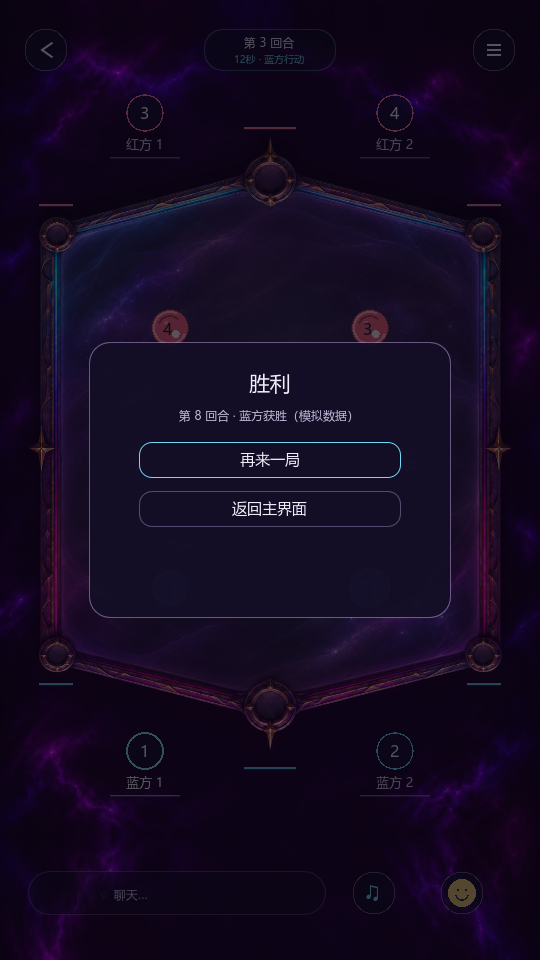 第 3 回合
12秒 · 蓝方行动
3
4
红方 1
红方 2
4
3
胜利
第 8 回合 · 蓝方获胜（模拟数据）
再来一局
返回主界面
1
2
蓝方 1
蓝方 2
聊天...